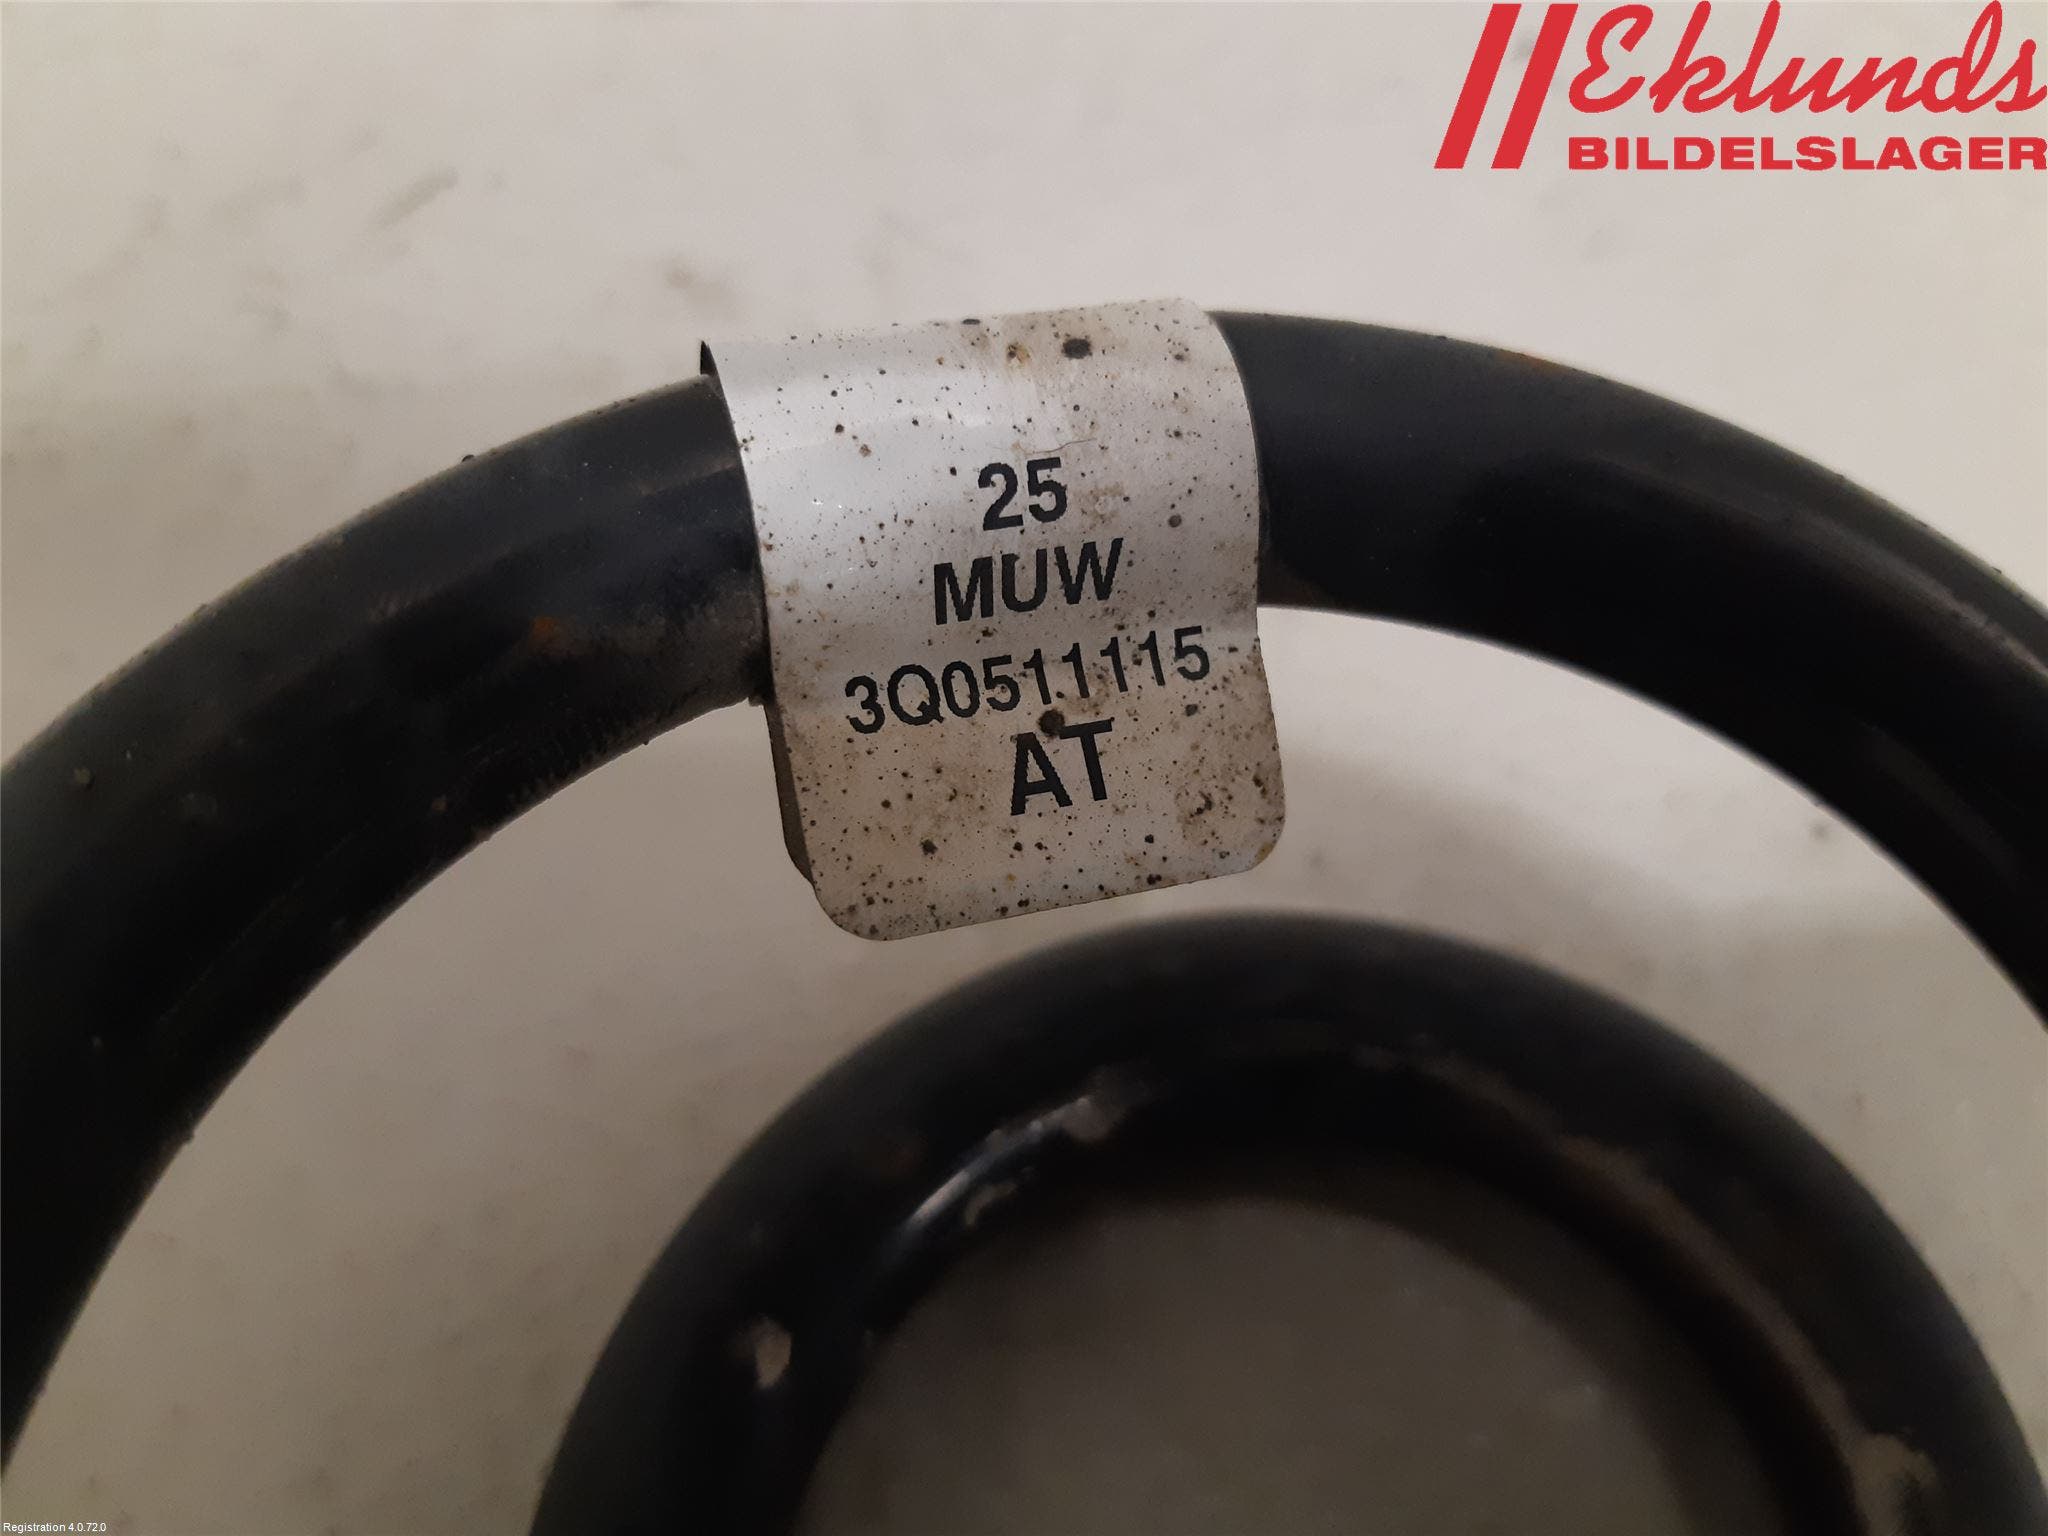 Eklunds
BILDELSLAGER
25
MUW
3Q0511115
AT
Registration 4.0.72.0